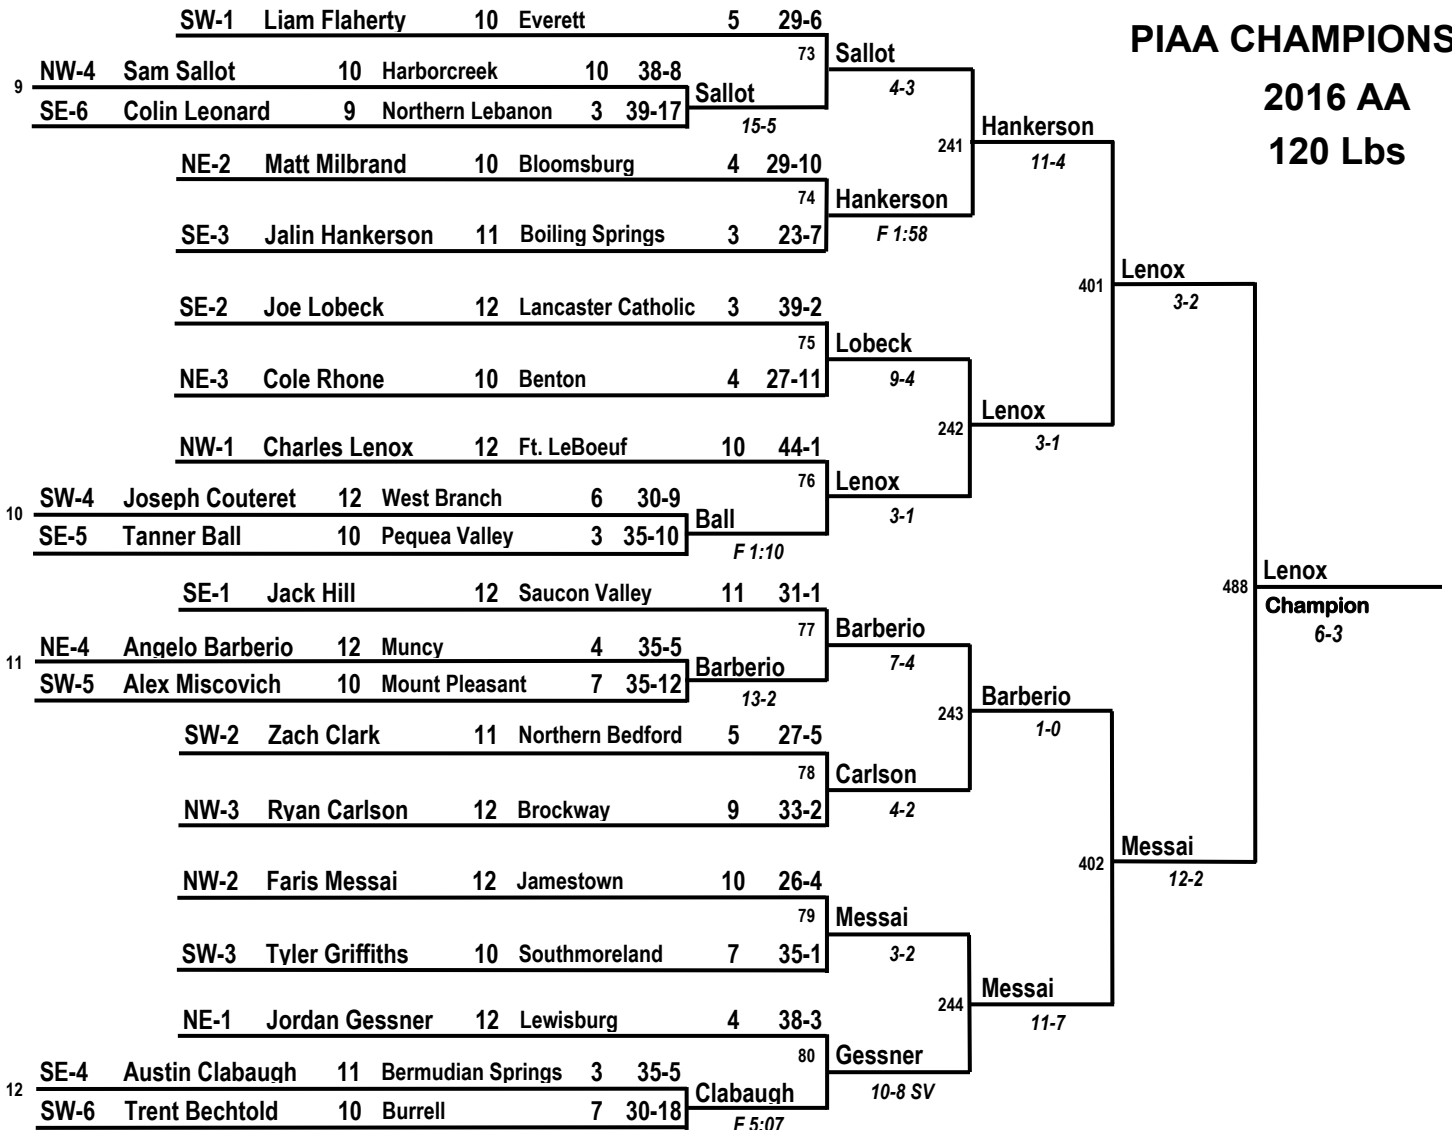 SW-1 Liam Flaherty 10 Everett 5 29-6
PIAA CHAMPIONS
73 Sallot
9 NW-4 Sam Sallot 10 Harborcreek 10 38-8
4-3
Sallot
2016 AA
SE-6 Colin Leonard 9 Northern Lebanon 3 39-17
15-5
Hankerson
241
120 Lbs
NE-2 Matt Milbrand 10 Bloomsburg 4 29-10
11-4
74 Hankerson
SE-3 Jalin Hankerson 11 Boiling Springs 3 23-7
F 1:58
401 Lenox
3-2
SE-2 Joe Lobeck 12 Lancaster Catholic 3 39-2
75 Lobeck
NE-3 Cole Rhone 10 Benton 4 27-11
9-4
242 Lenox
3-1
NW-1 Charles Lenox 12 Ft. LeBoeuf 10 44-1
76 Lenox
10 SW-4 Joseph Couteret 12 West Branch 6 30-9
3-1
Ball
SE-5 Tanner Ball 10 Pequea Valley 3 35-10
F 1:10
488 Lenox
Champion
6-3
SE-1 Jack Hill 12 Saucon Valley 11 31-1
77 Barberio
11 NE-4 Angelo Barberio 12 Muncy 4 35-5
7-4
Barberio
SW-5 Alex Miscovich 10 Mount Pleasant 7 35-12
13-2
243 Barberio
1-0
SW-2 Zach Clark 11 Northern Bedford 5 27-5
78 Carlson
NW-3 Ryan Carlson 12 Brockway 9 33-2
4-2
402 Messai
12-2
NW-2 Faris Messai 12 Jamestown 10 26-4
79 Messai
SW-3 Tyler Griffiths 10 Southmoreland 7 35-1
3-2
244 Messai
11-7
NE-1 Jordan Gessner 12 Lewisburg 4 38-3
80 Gessner
12 SE-4 Austin Clabaugh 11 Bermudian Springs 3 35-5
10-8 SV
Clabaugh
SW-6 Trent Bechtold 10 Burrell 7 30-18
F 5:07